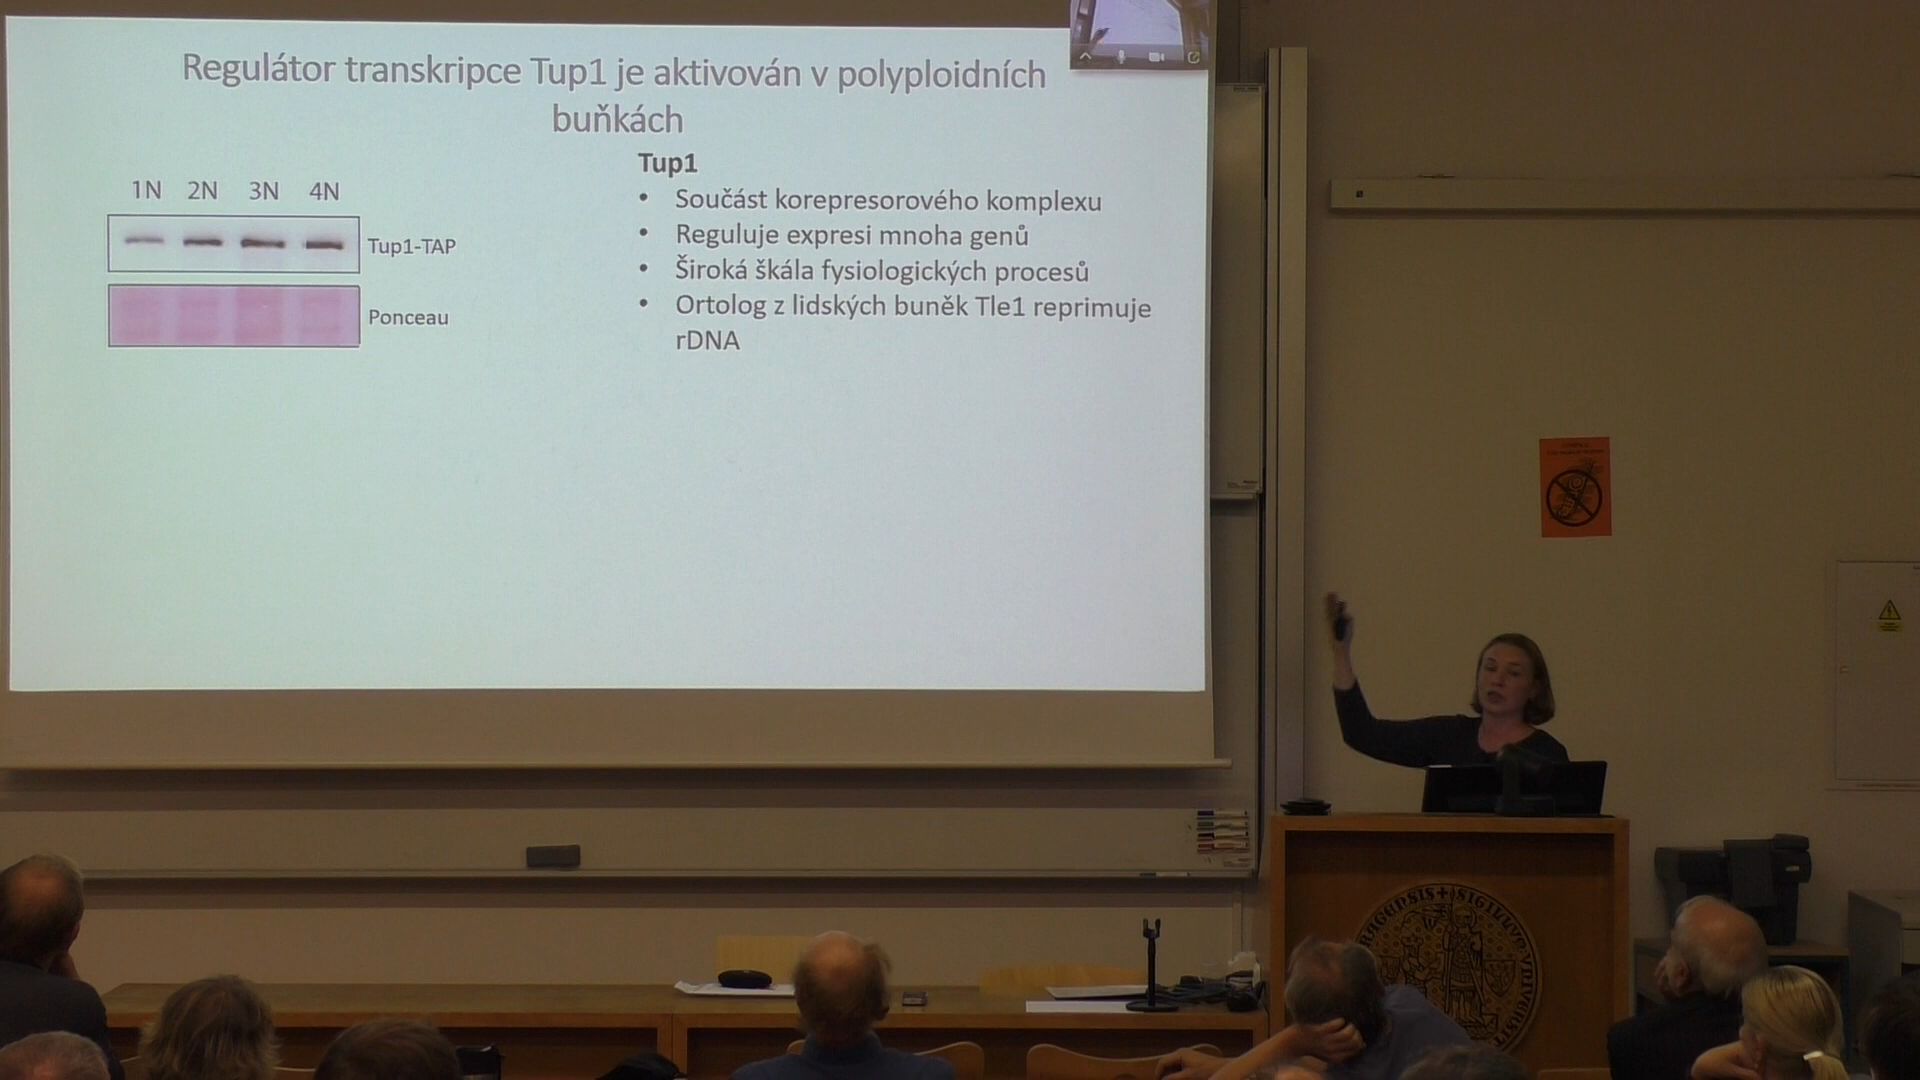 Regulátor transkripce Tup1 je aktivován v polyploidních
buňkách
1N 2N 3N 4N
Tup1-TAP
Ponceau
Tup1
• Součást korepresorového komplexu
• Reguluje expresi mnoha genů
• Široká škála fysiologických procesů
• Ortolog z lidských buněk Tle1 reprimuje
rDNA